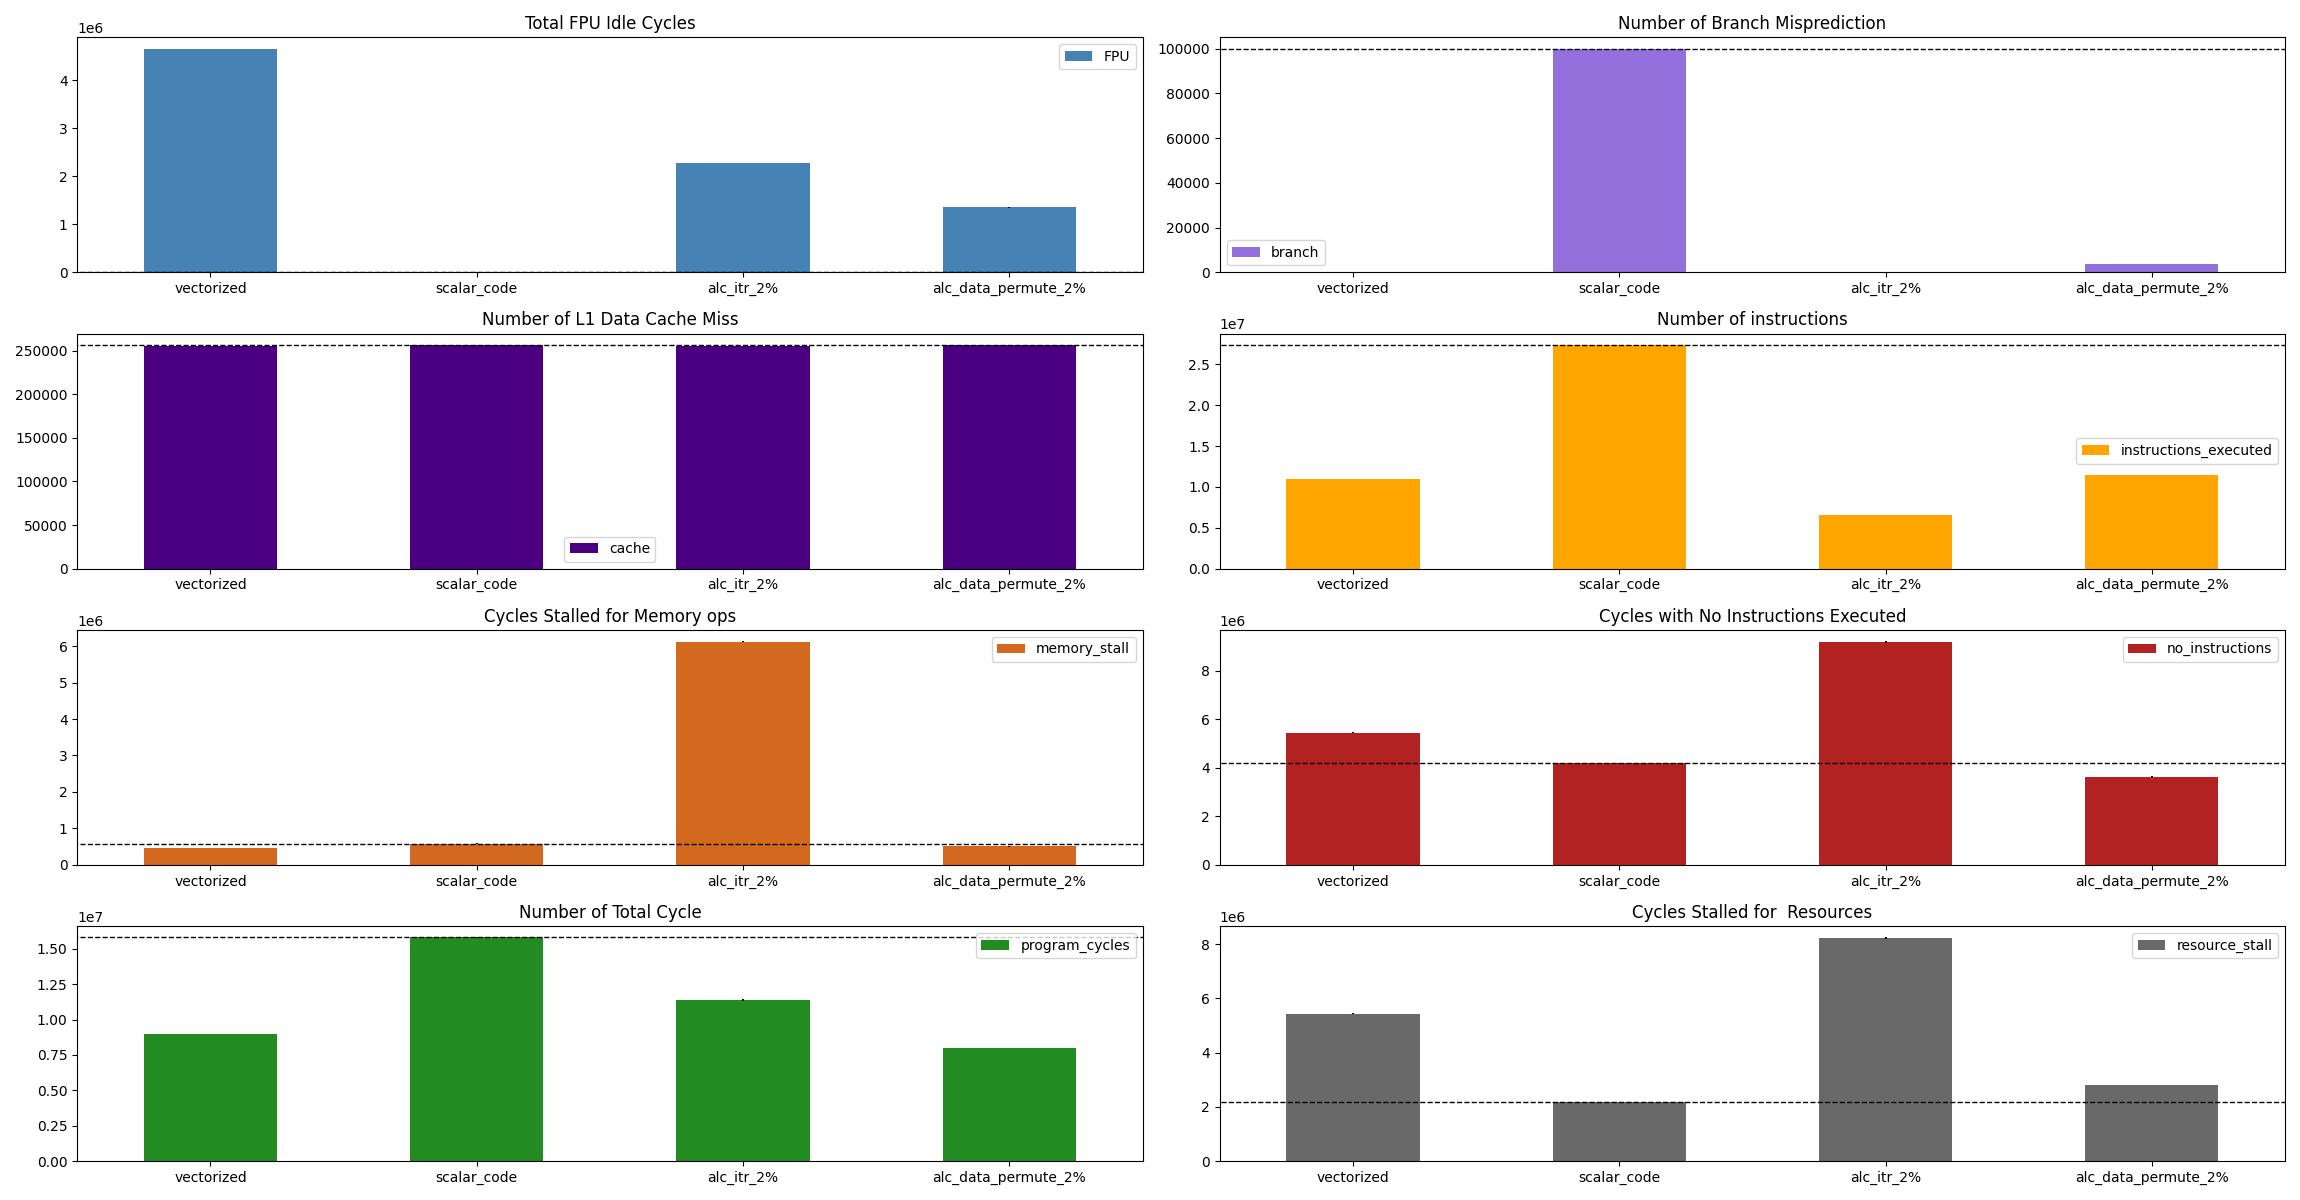 Total FPU Idle Cycles
1e6
4
3
2
1
0
FPU
vectorized scalar_code alc_itr_2% alc_data_permute_2%
Number of Branch Misprediction
100000
80000
60000
40000
20000
0
branch
vectorized scalar_code alc_itr_2% alc_data_permute_2%
Number of L1 Data Cache Miss
250000
200000
150000
100000
50000
0
cache
vectorized scalar_code alc_itr_2% alc_data_permute_2%
Number of instructions
1e7
2.5
2.0
1.5
1.0
0.5
0.0
instructions_executed
vectorized scalar_code alc_itr_2% alc_data_permute_2%
Cycles Stalled for Memory ops
1e6
6
5
4
3
2
1
0
memory_stall
vectorized scalar_code alc_itr_2% alc_data_permute_2%
Cycles with No Instructions Executed
1e6
8
6
4
2
0
no_instructions
vectorized scalar_code alc_itr_2% alc_data_permute_2%
Number of Total Cycle
1e7
1.50
1.25
1.00
0.75
0.50
0.25
0.00
program_cycles
vectorized scalar_code alc_itr_2% alc_data_permute_2%
Cycles Stalled for  Resources
1e6
8
6
4
2
0
resource_stall
vectorized scalar_code alc_itr_2% alc_data_permute_2%